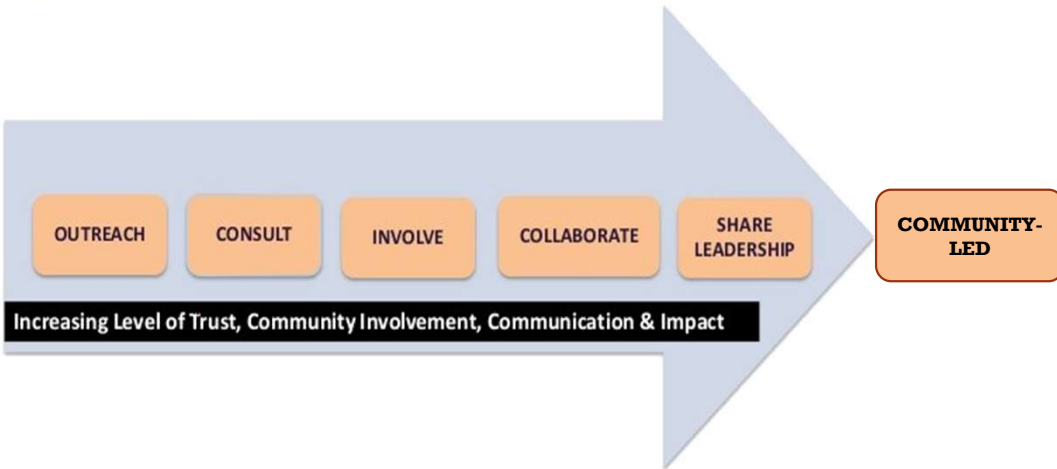 OUTREACH
CONSULT
INVOLVE
COLLABORATE
SHARE
LEADERSHIP
COMMUNITY-
LED
Increasing Level of Trust, Community Involvement, Communication & Impact